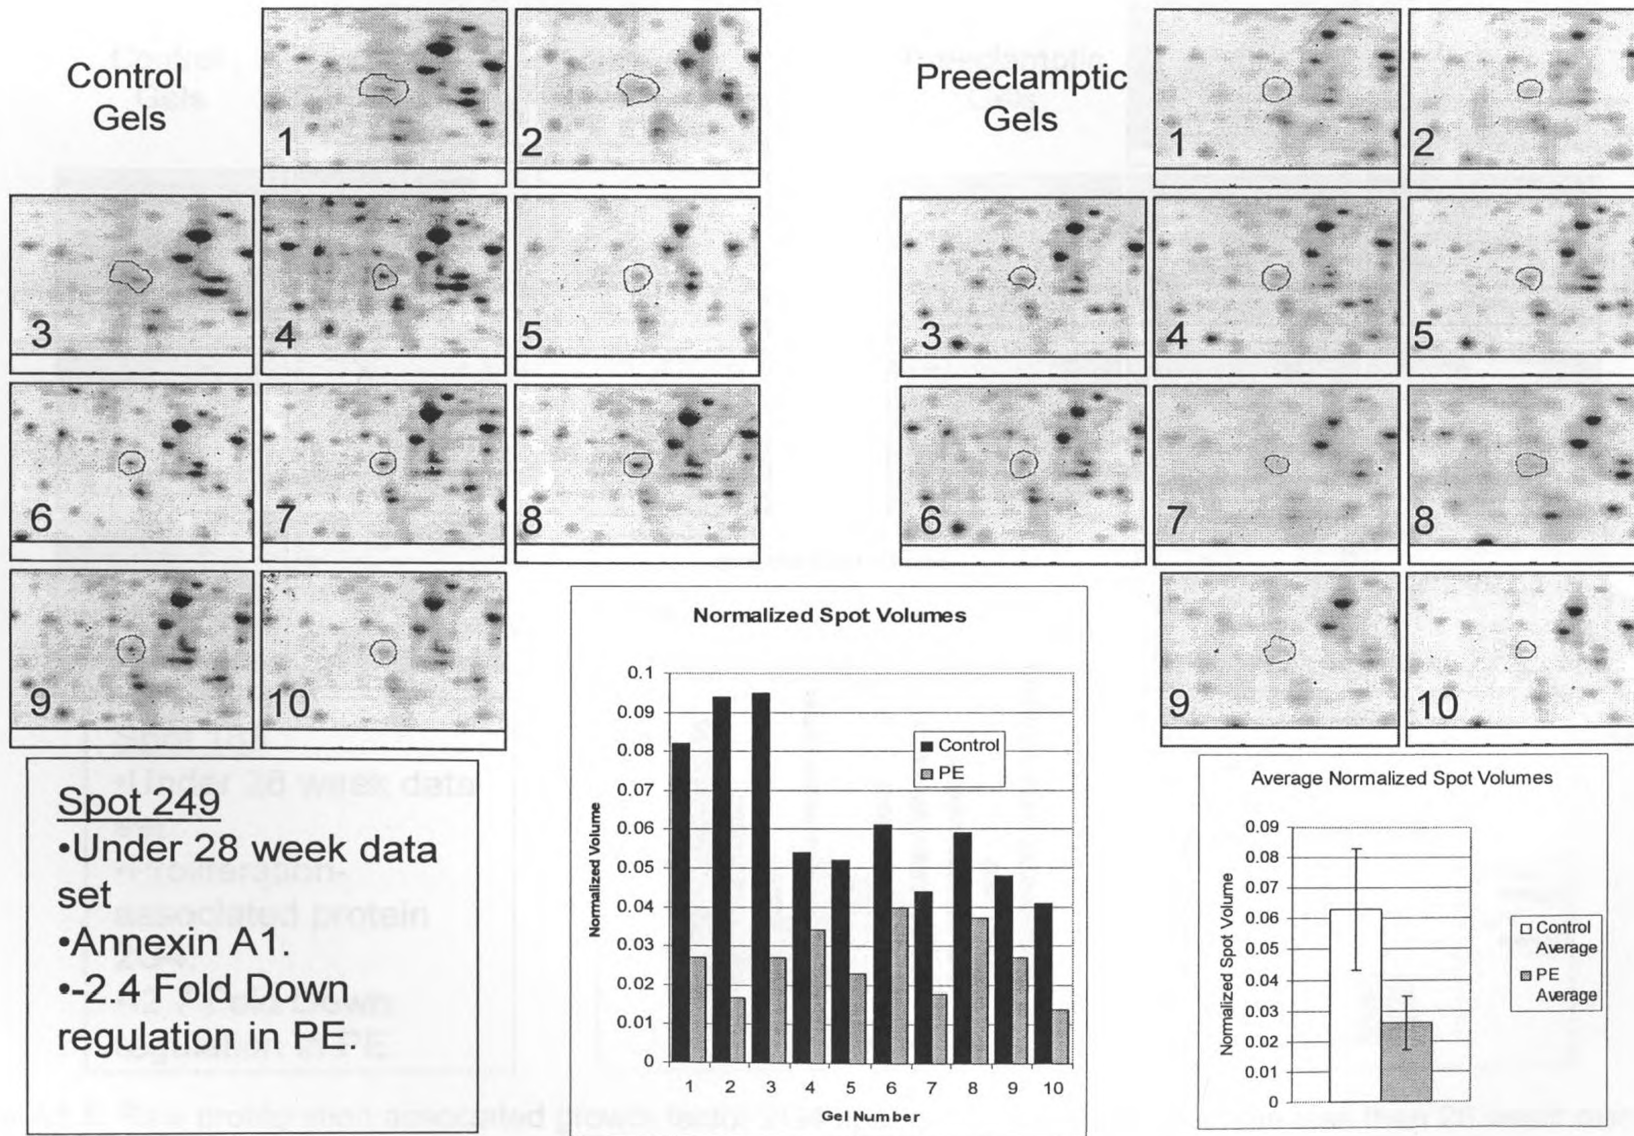 Control
Gels
1
2
3
4
5
6
7
8
9
10
Preeclamptic
Gels
1
2
3
4
5
6
7
8
9
10
Spot 249
•Under 28 week data
set
•Annexin A1.
•-2.4 Fold Down
regulation in PE.
Normalized Spot Volumes
Normalized Volume
0.1
0.09
0.08
0.07
0.06
0.05
0.04
0.03
0.02
0.01
0
1 2 3 4 5 6 7 8 9 10
Gel Number
Control
PE
Average Normalized Spot Volumes
Normalized Spot Volume
0.09
0.08
0.07
0.06
0.05
0.04
0.03
0.02
0.01
0
Control
Average
PE
Average